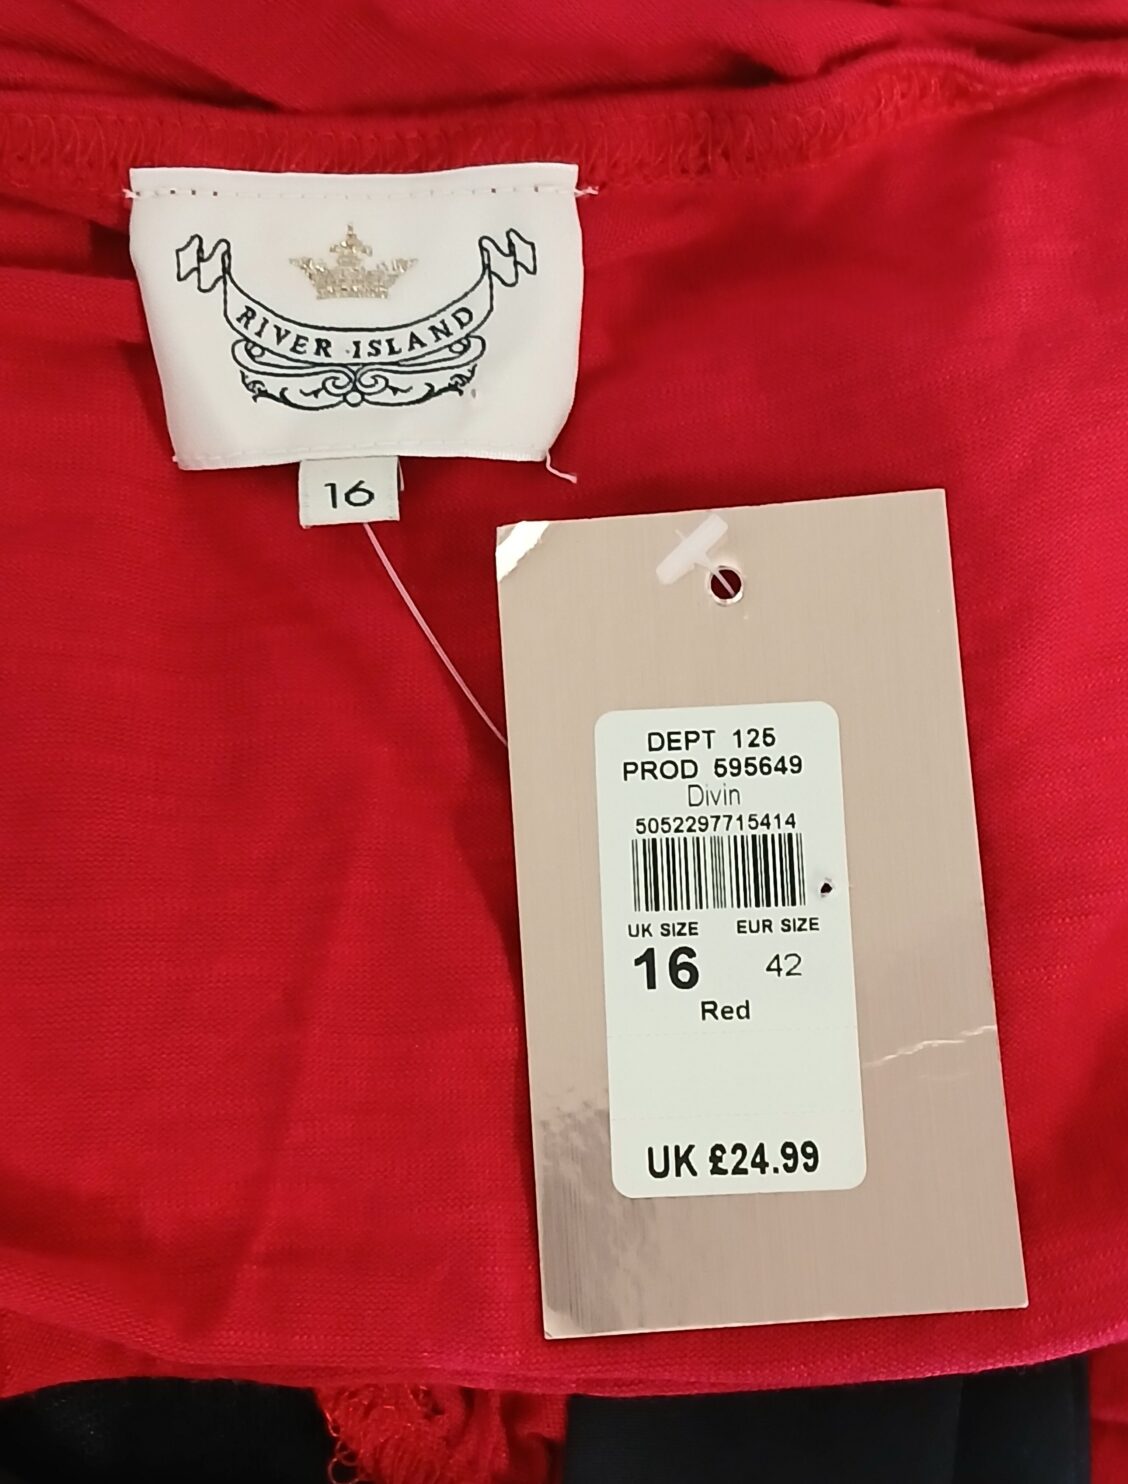 RIVER ISLAND
16
DEPT 125
PROD 595649
Divin
5052297715414
UK SIZE EUR SIZE
16 42
Red
UK £24.99